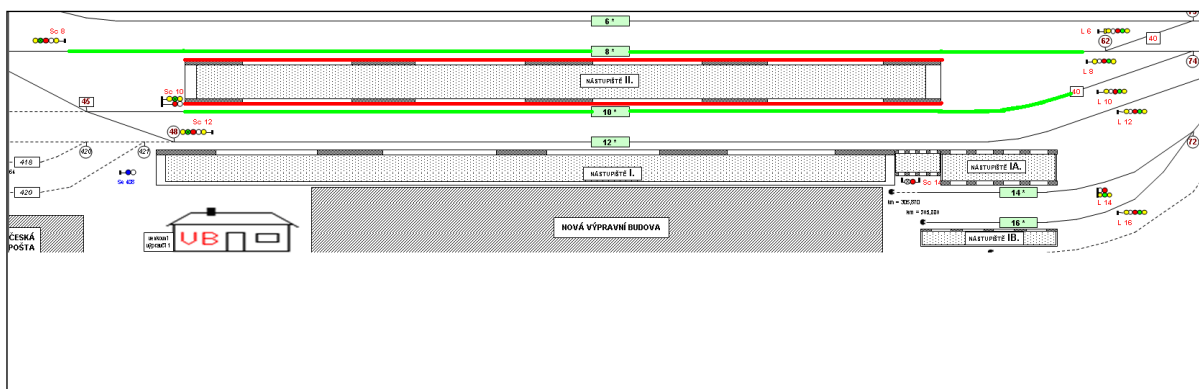 6 *
Sc 8
L 6
62
40
8 *
74
L 8
NÁSTUPIŠTĚ II.
Sc 10
40
L 10
45
10 *
L 12
Sc 12
48
12 *
72
420
421
418
NÁSTUPIŠTĚ I.
NÁSTUPIŠTĚ IA.
Sc 14
420
14 *
L 14
16 *
L 16
ČESKÁ
POŠTA
VB
NOVÁ VÝPRAVNÍ BUDOVA
NÁSTUPIŠTĚ IB.